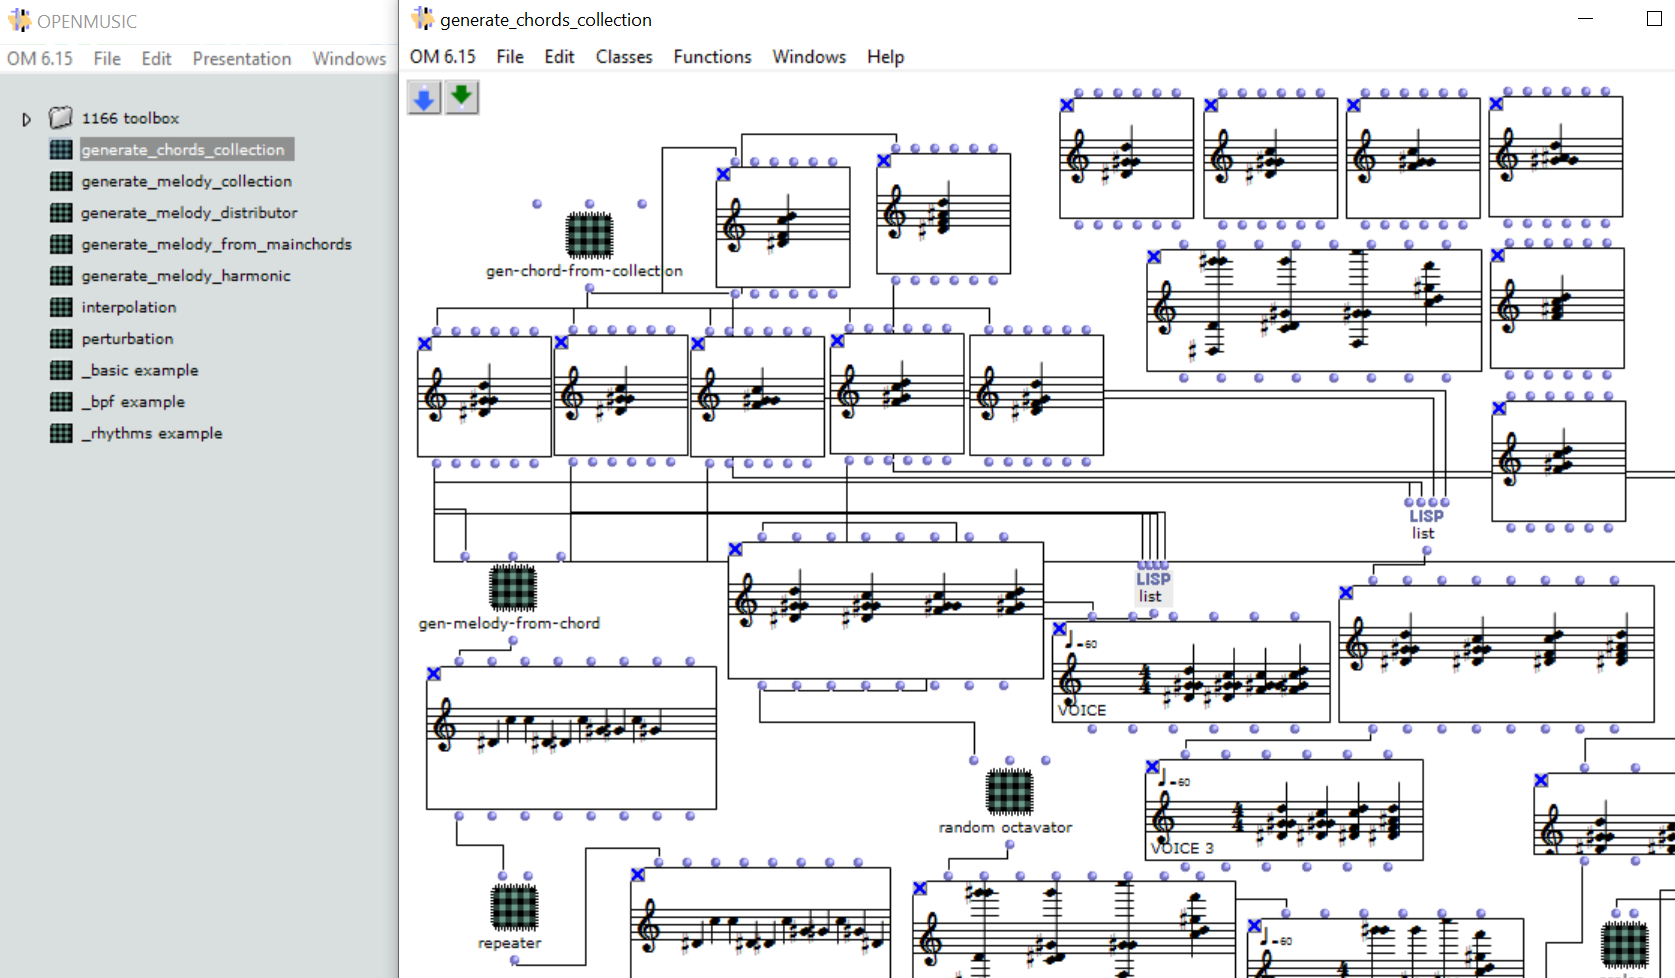 OPENMUSIC
OM 6.15 File Edit Presentation Windows
1166 toolbox
generate_chords_collection
generate_melody_collection
generate_melody_distributor
generate_melody_from_mainchords
generate_melody_harmonic
interpolation
perturbation
_basic example
_bpf example
_rhythms example
generate_chords_collection
OM 6.15 File Edit Classes Functions Windows Help
gen-chord-from-collection
LISP
list
LISP
list
gen-melody-from-chord
=60
VOICE
=60
VOICE 3
random octavator
repeater
=60